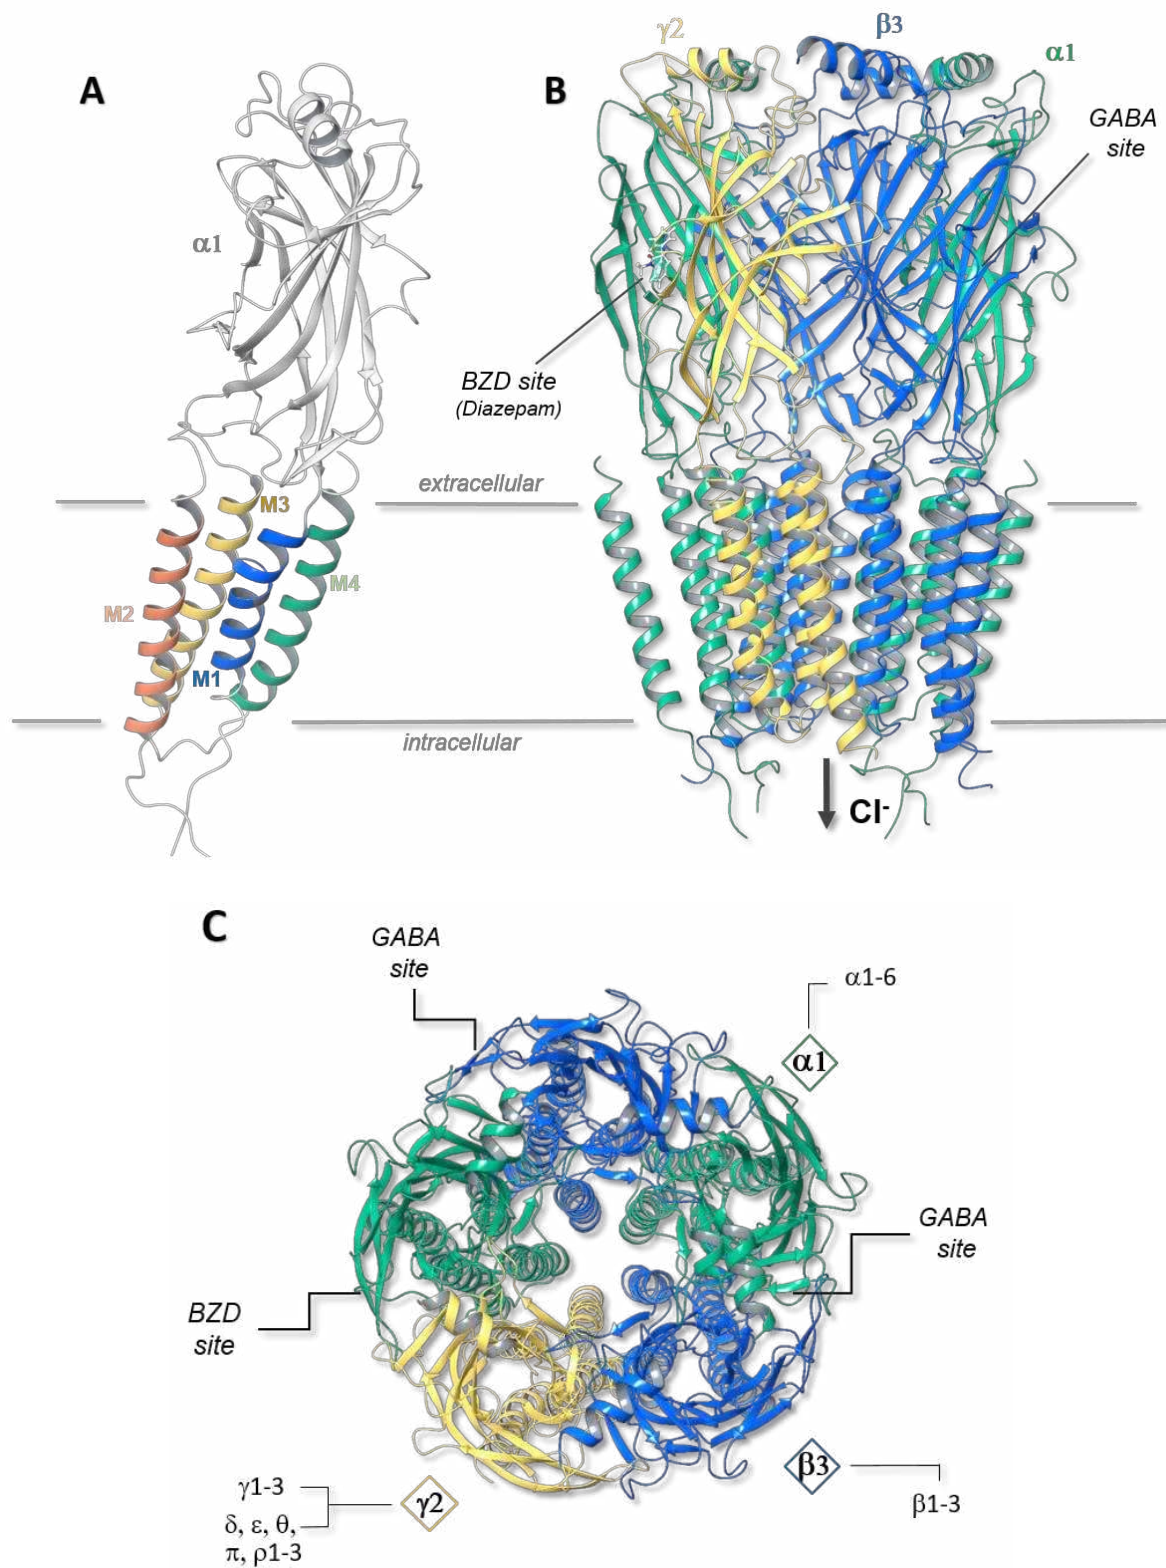 A
α1
M3
M4
M2
M1
B
γ2
β3
α1
GABA
site
BZD site
(Diazepam)
extracellular
intracellular
Cl-
C
GABA
site
α1-6
α1
GABA
site
BZD
site
γ1-3
δ, ε, θ,
π, ρ1-3
γ2
β3
β1-3